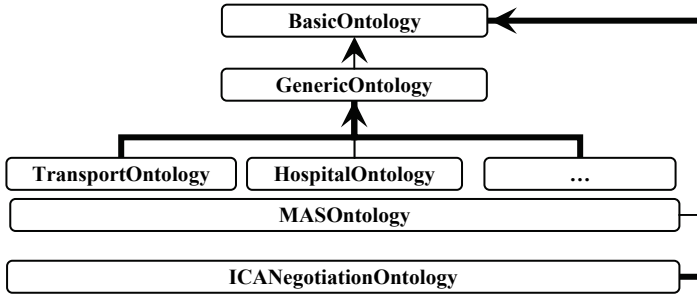 BasicOntology
GenericOntology
TransportOntology
HospitalOntology
...
MASOntology
ICANegotiationOntology